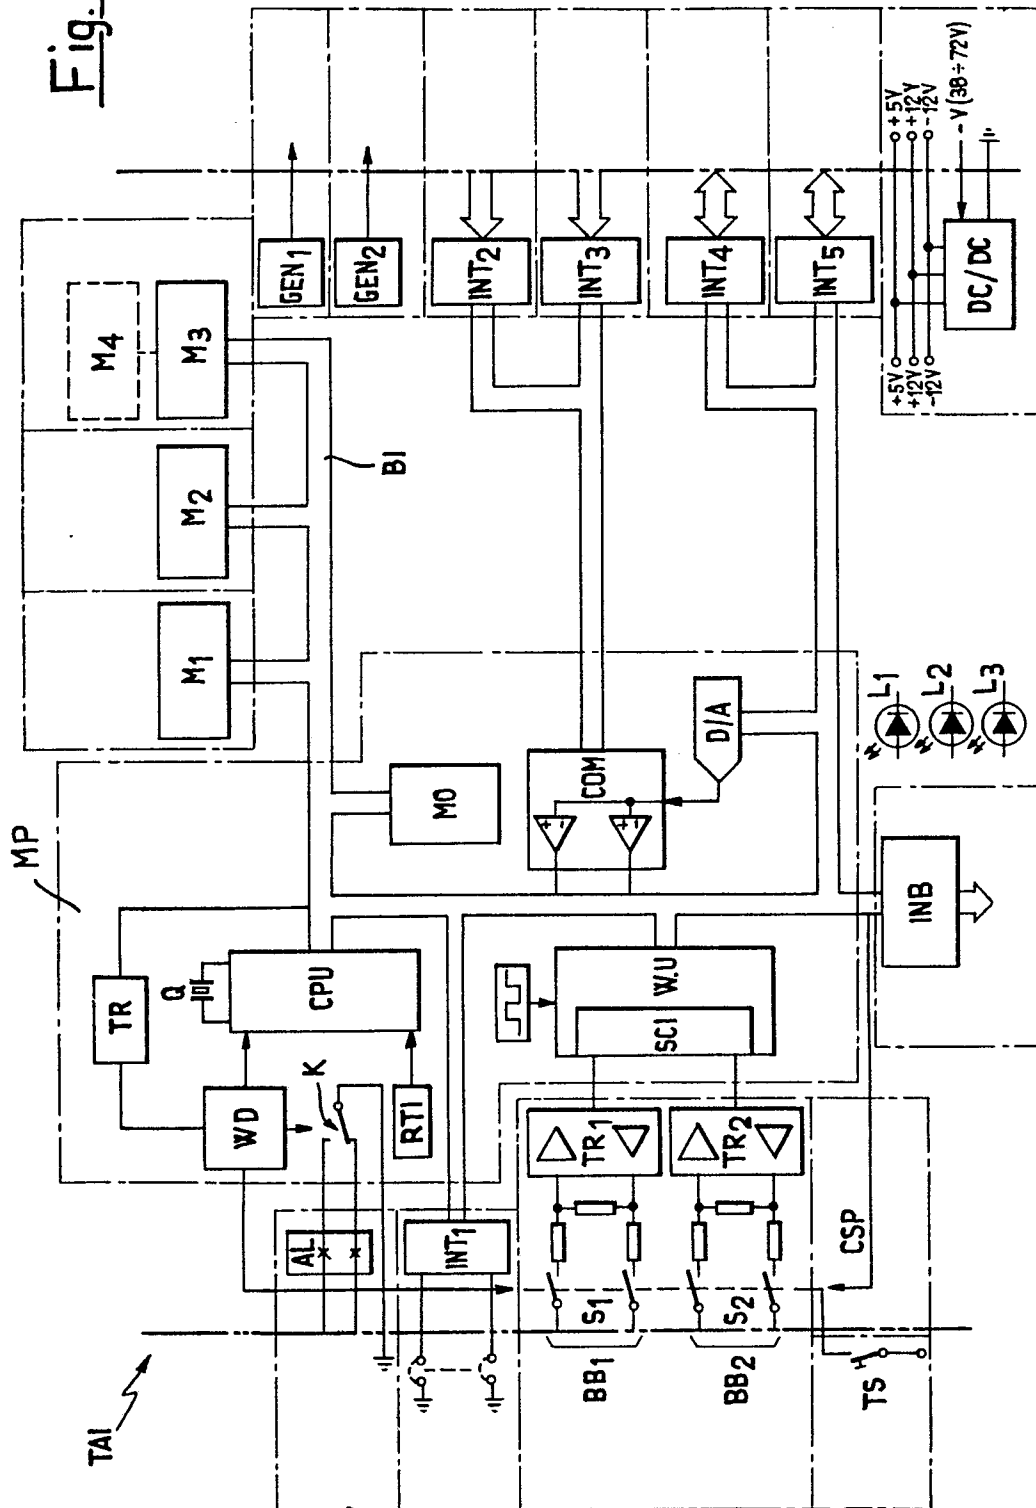 Fig.
MP
TAI
M4
M1
M2
M3
BI
GEN1
GEN2
TR
Q
CPU
WD
K
RTI
AL
INT1
M0
COM
D/A
W.U
SCI
INT2
INT3
INT4
INT5
TR1
TR2
S1
S2
BB1
BB2
CSP
TS
INB
L1
L2
L3
+5V
+12V
-12V
+5V
+12V
-12V
-V(38÷72V)
DC/DC